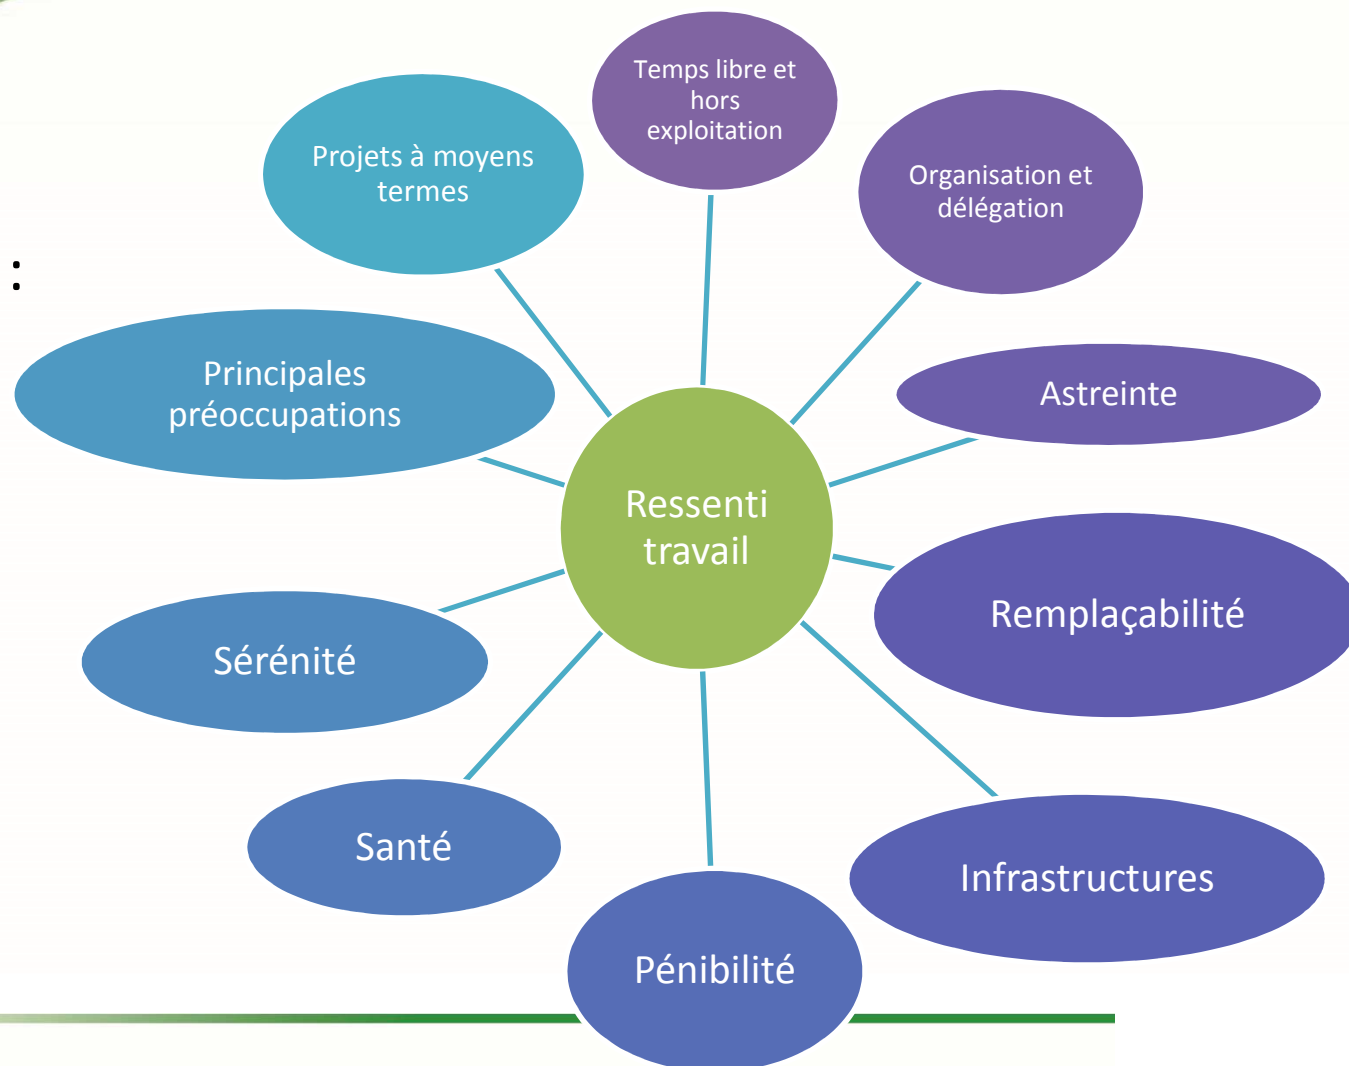 Temps libre et
hors
exploitation
Projets à moyens
termes
Organisation et
délégation
:
Principales
préoccupations
Astreinte
Ressenti
travail
Remplaçabilité
Sérénité
Santé
Infrastructures
Pénibilité